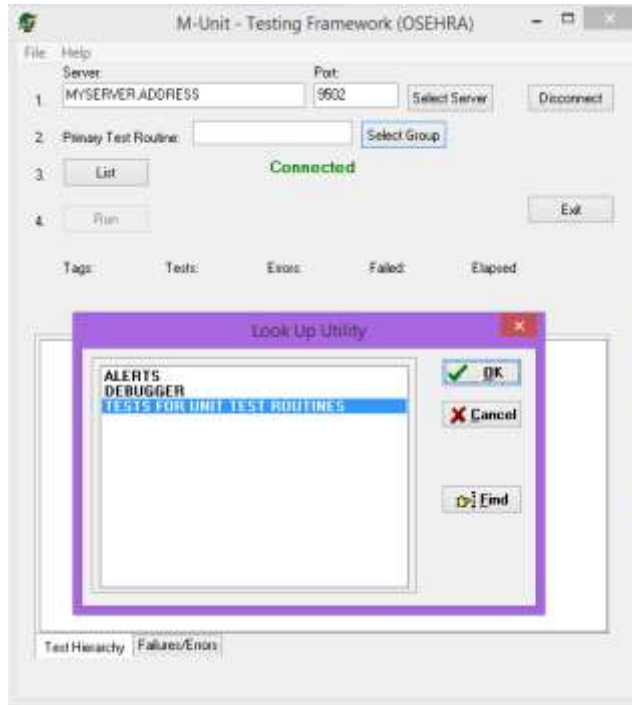 M-Unit - Testing Framework (OSEHRA)
File Help
Server: Port:
1. MYSERVER.ADDRESS 9502 Select Server Disconnect
2. Primary Test Routine: Select Group
3. List Connected
Exit
4. Run
Tags: Tests: Errors: Failed: Elapsed
Look Up Utility
ALERTS
DEBUGGER
TESTS FOR UNIT TEST ROUTINES
OK
Cancel
Find
Test Hierarchy Failures/Errors